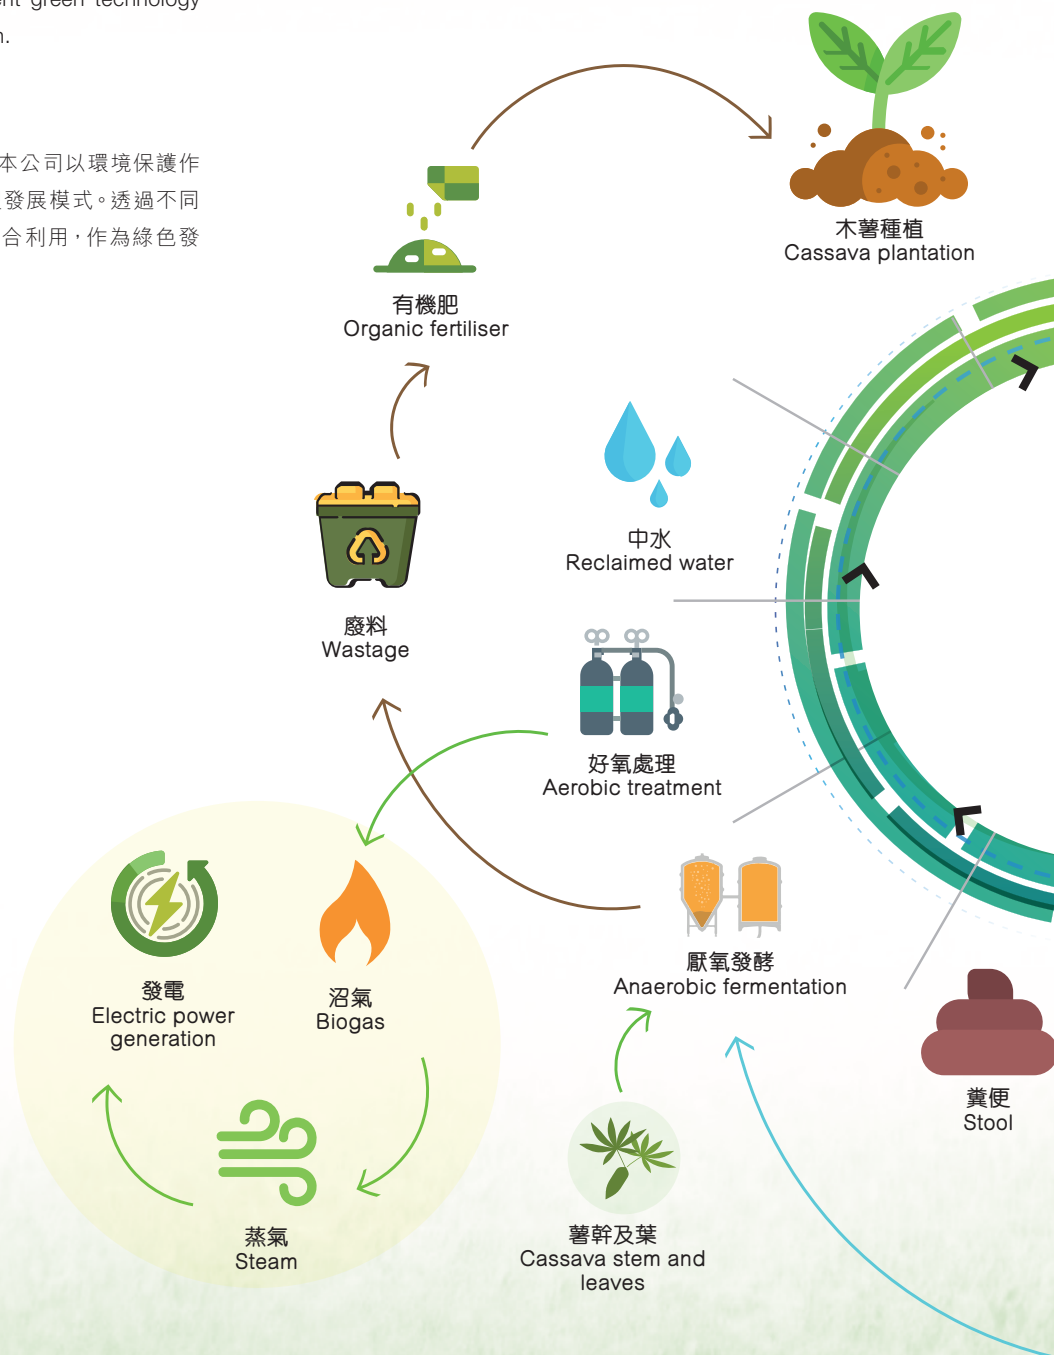 green technology
本公司以環境保護作
發展模式。透過不同
合利用，作為綠色發
木薯種植
Cassava plantation
有機肥
Organic fertiliser
中水
Reclaimed water
廢料
Wastage
好氧處理
Aerobic treatment
厭氧發酵
Anaerobic fermentation
發電
Electric power
generation
沼氣
Biogas
糞便
Stool
蒸氣
Steam
薯幹及葉
Cassava stem and
leaves